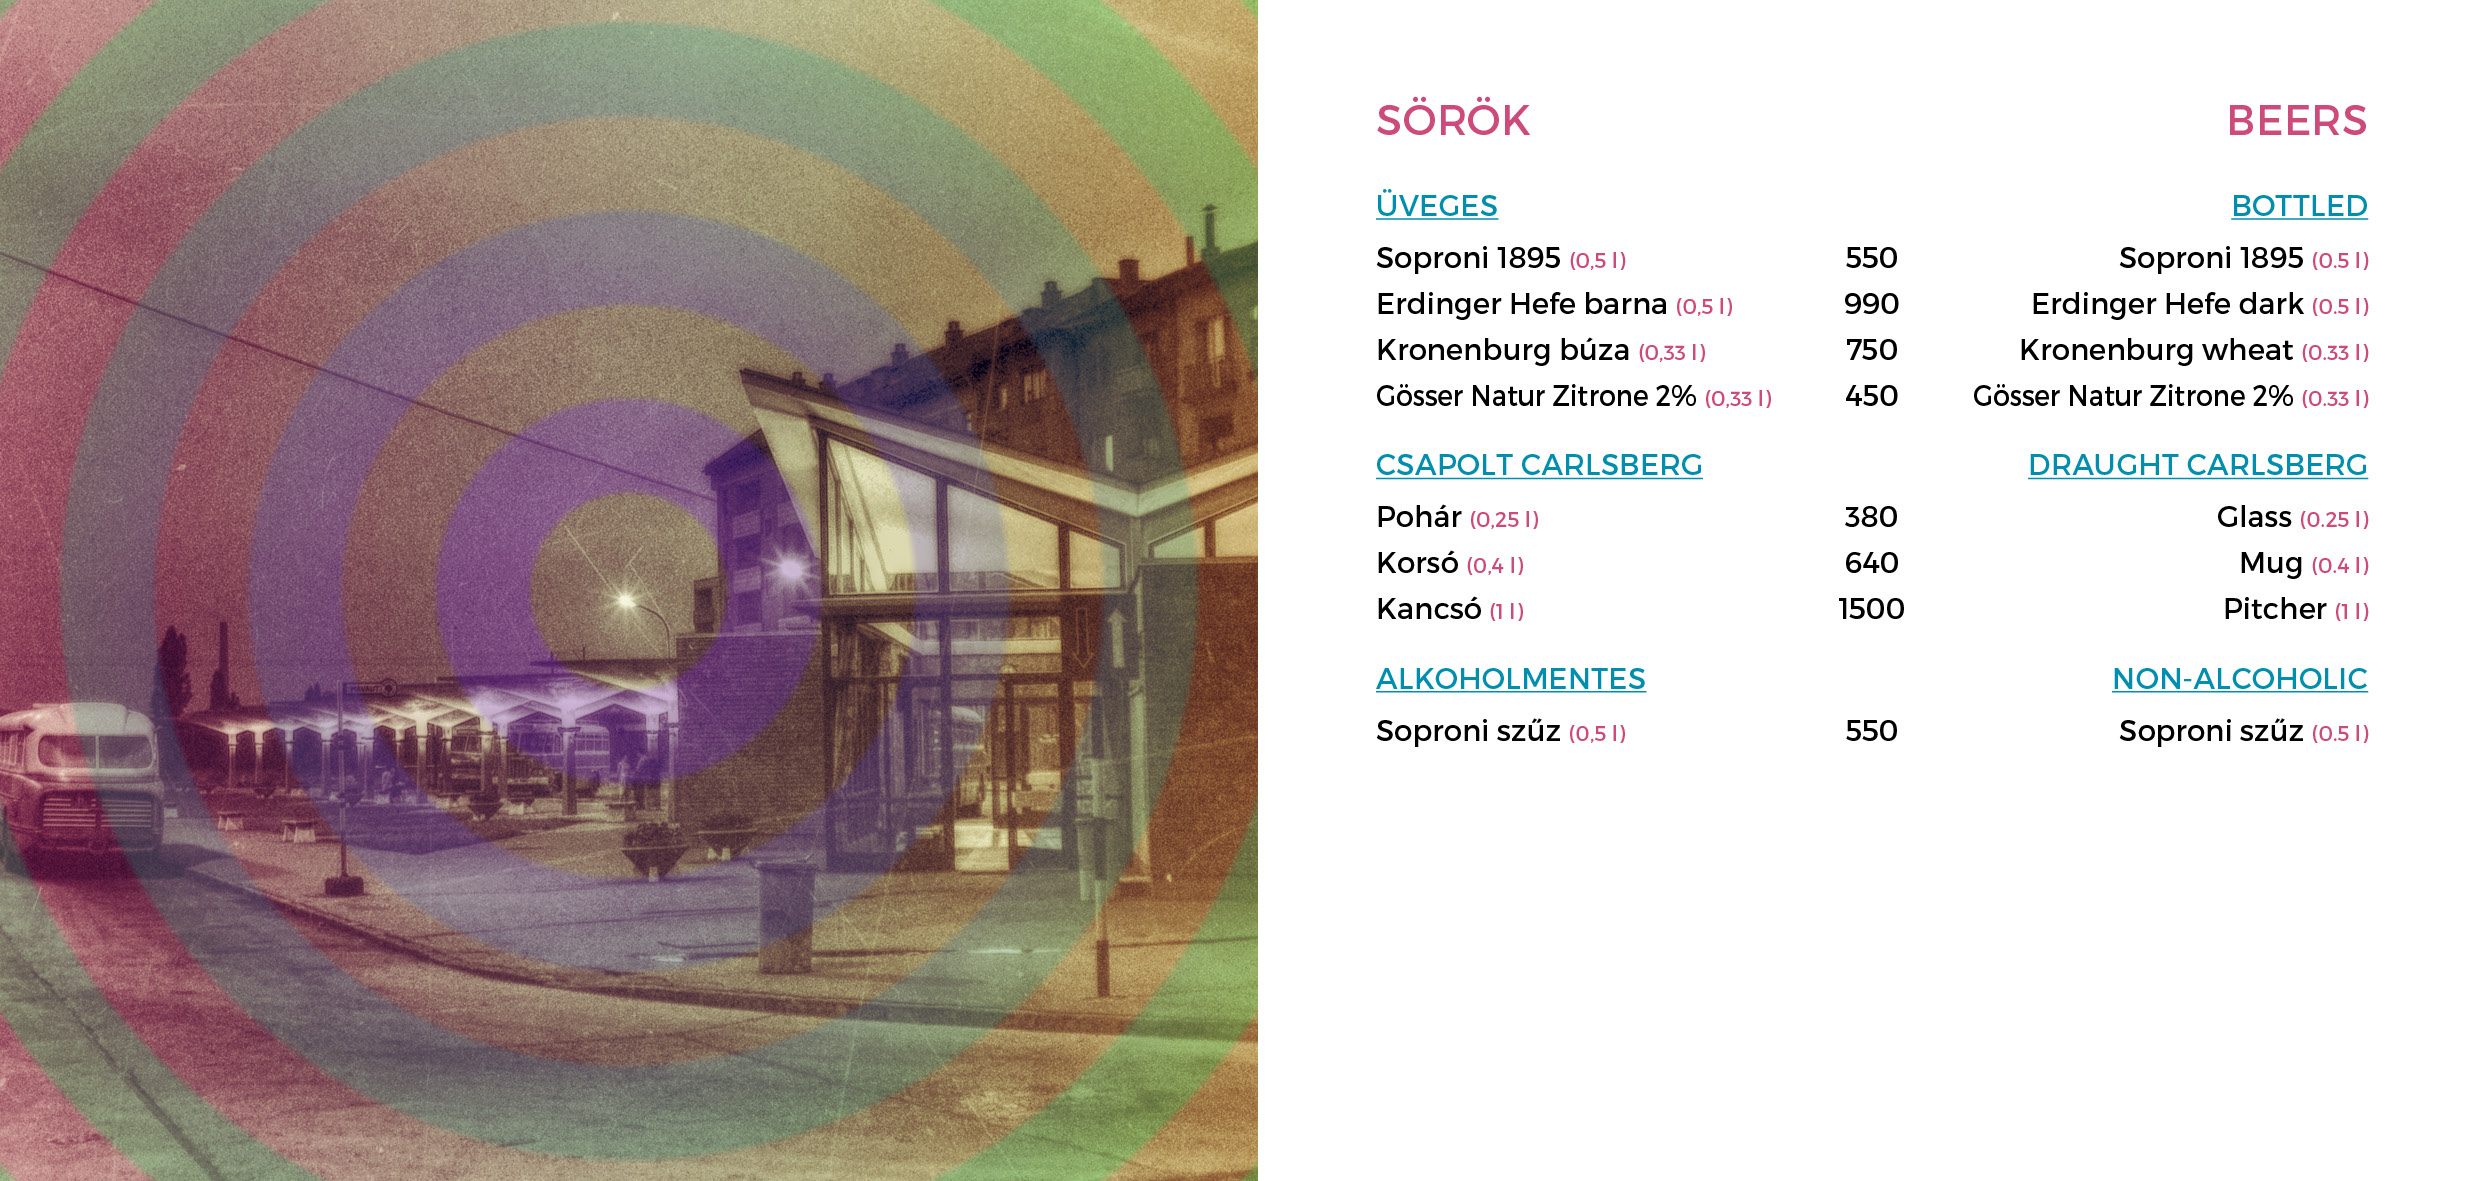 SÖRÖK BEERS
ÜVEGES BOTTLED
Soproni 1895 (0,5 l) 550 Soproni 1895 (0.5 l)
Erdinger Hefe barna (0,5 l) 990 Erdinger Hefe dark (0.5 l)
Kronenburg búza (0,33 l) 750 Kronenburg wheat (0.33 l)
Gösser Natur Zitrone 2% (0,33 l) 450 Gösser Natur Zitrone 2% (0.33 l)
CSAPOLT CARLSBERG DRAUGHT CARLSBERG
Pohár (0,25 l) 380 Glass (0.25 l)
Korsó (0,4 l) 640 Mug (0.4 l)
Kancsó (1 l) 1500 Pitcher (1 l)
ALKOHOLMENTES NON-ALCOHOLIC
Soproni szűz (0,5 l) 550 Soproni szűz (0.5 l)